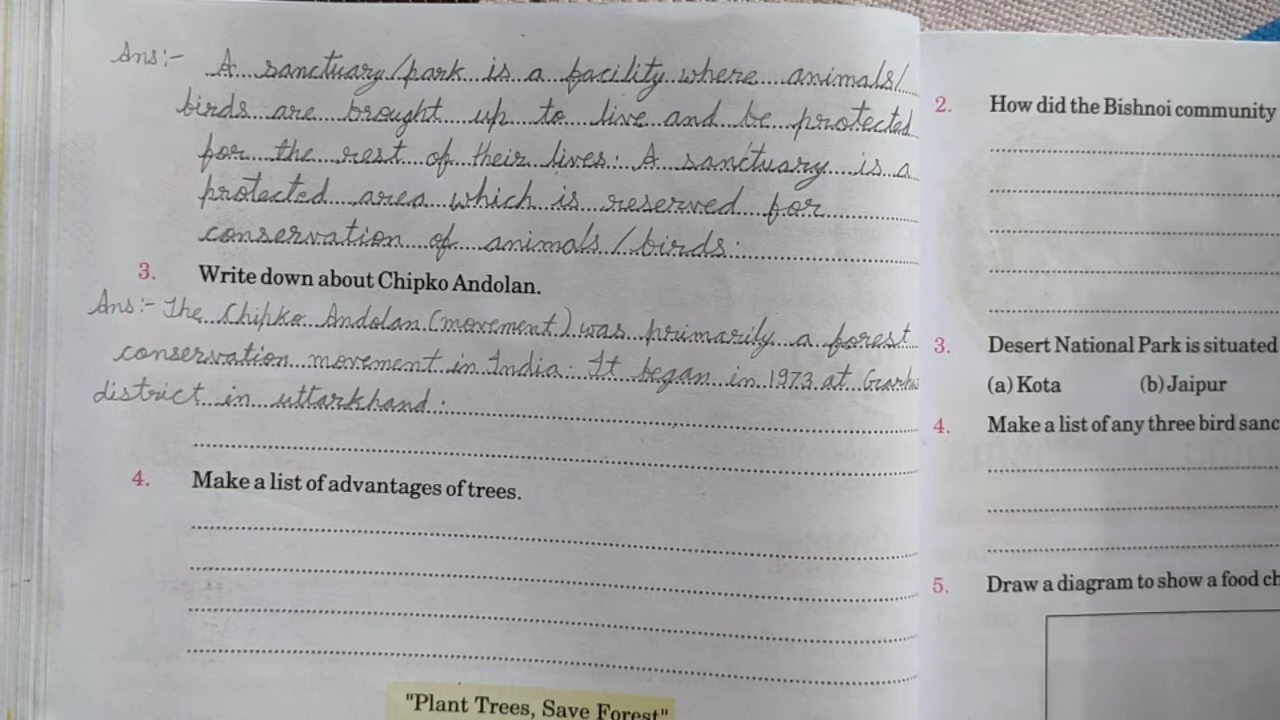 Ans:- A sanctuary/park is a facility where animals/
birds are brought up to live and be protected
for the rest of their lives. A sanctuary is a
protected area which is reserved for
conservation of animals/birds.
3. Write down about Chipko Andolan.
Ans:- The Chipko Andolan (movement) was primarily a forest
conservation movement in India. It began in 1973 at
district in uttarkhand.
4. Make a list of advantages of trees.
"Plant Trees, Save Forest"
2. How did the Bishnoi community
3. Desert National Park is situated
(a) Kota (b) Jaipur
4. Make a list of any three bird
5. Draw a diagram to show a food